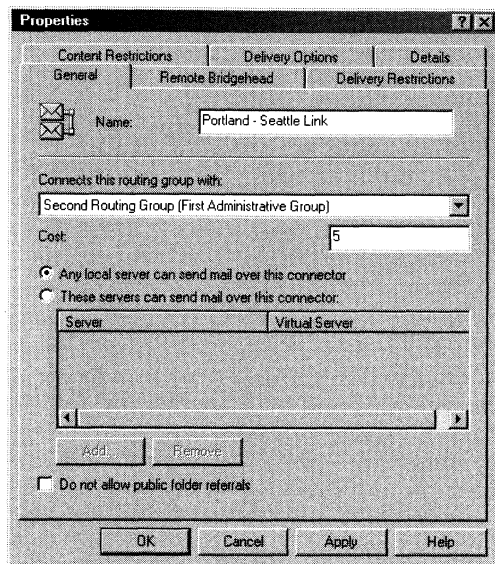 Properties
Content Restrictions Delivery Options Details
General Remote Bridgehead Delivery Restrictions
Name: Portland - Seattle Link
Connects this routing group with:
Second Routing Group (First Administrative Group)
Cost: 5
Any local server can send mail over this connector
These servers can send mail over this connector:
Server Virtual Server
Add... Remove
Do not allow public folder referrals
OK Cancel Apply Help